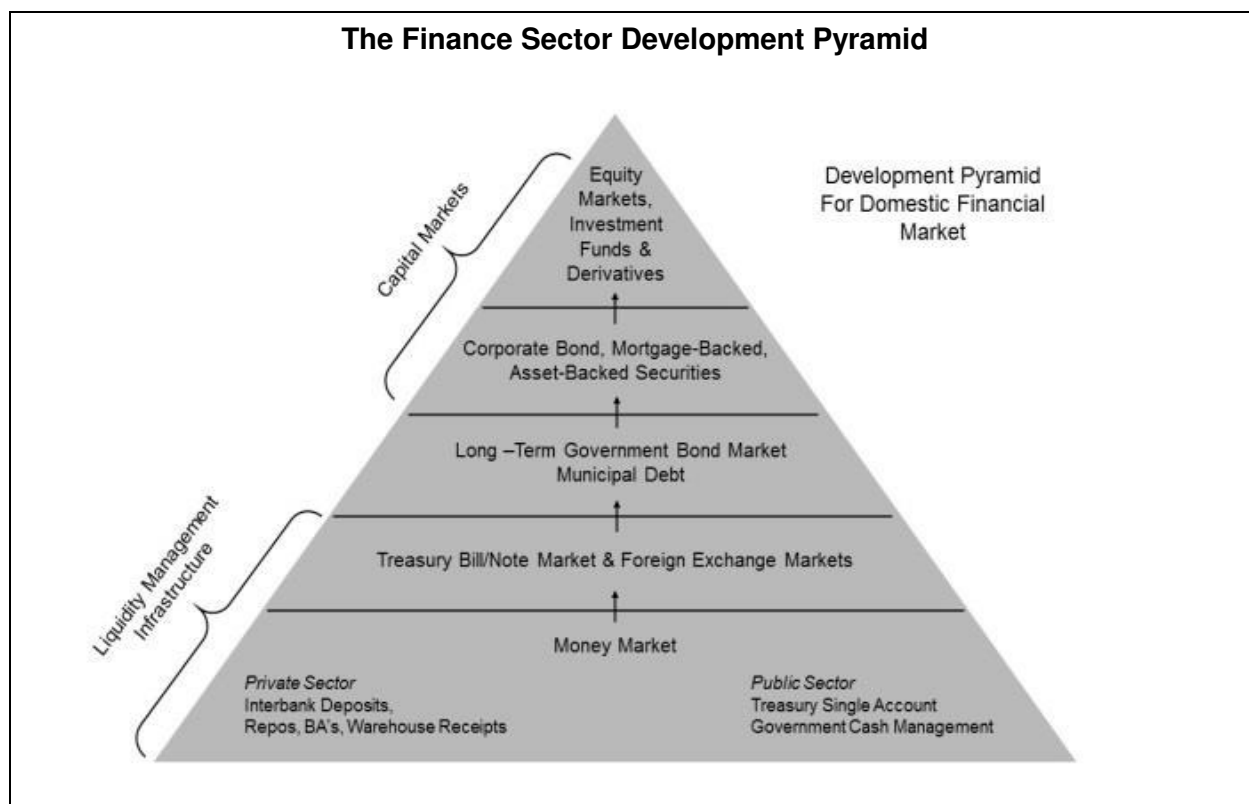 The Finance Sector Development Pyramid
Development Pyramid
For Domestic Financial
Market
Capital Markets
Equity
Markets,
Investment
Funds &
Derivatives
Corporate Bond, Mortgage-Backed,
Asset-Backed Securities
Long –Term Government Bond Market
Municipal Debt
Liquidity Management
Infrastructure
Treasury Bill/Note Market & Foreign Exchange Markets
Money Market
Private Sector
Interbank Deposits,
Repos, BA's, Warehouse Receipts
Public Sector
Treasury Single Account
Government Cash Management